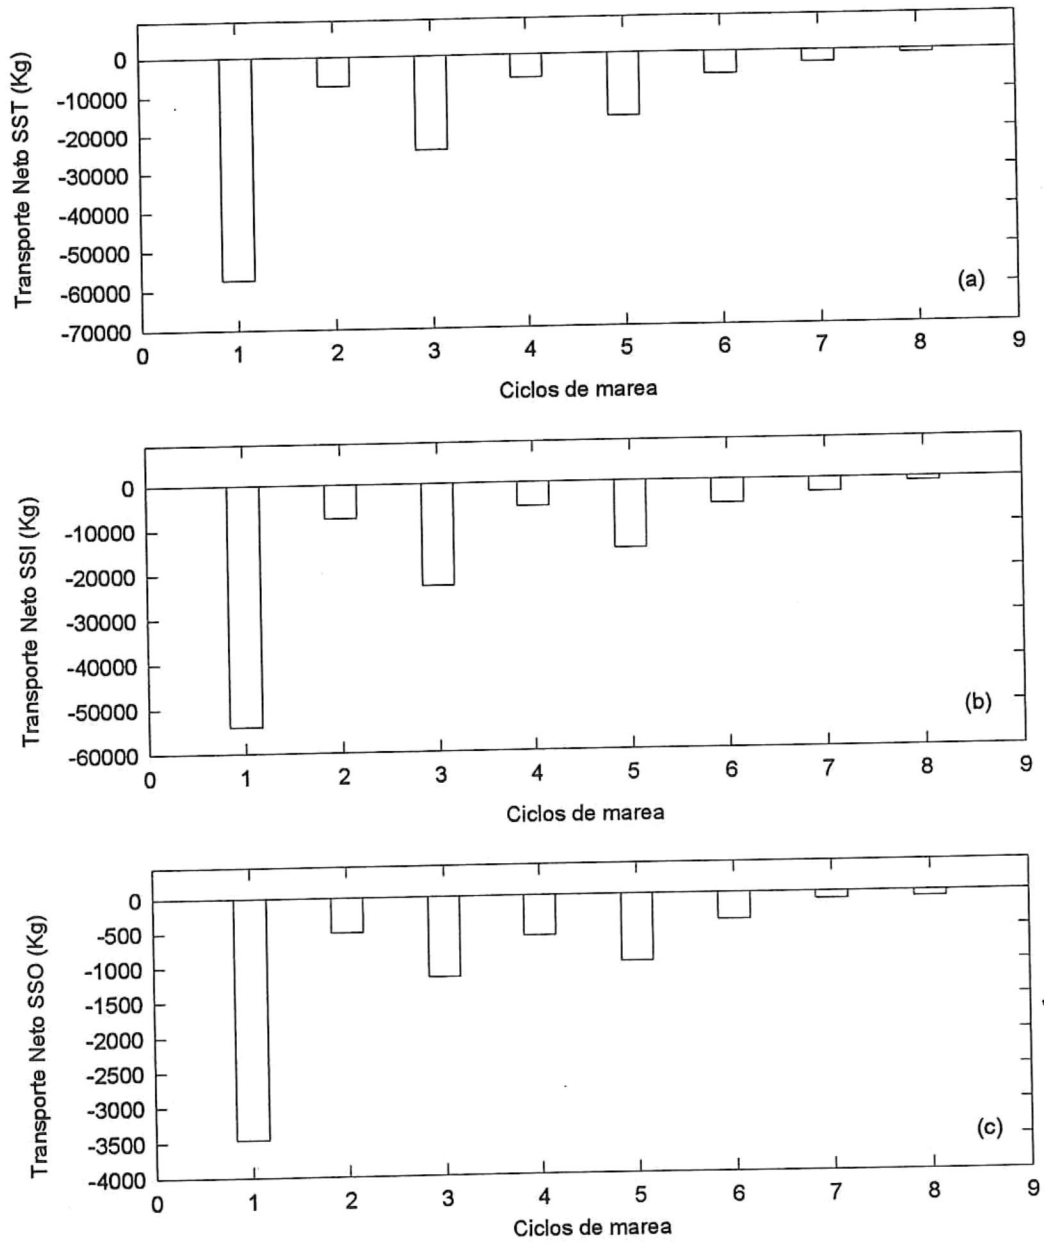 Transporte Neto SST (Kg)
0
-10000
-20000
-30000
-40000
-50000
-60000
-70000
(a)
0 1 2 3 4 5 6 7 8 9
Ciclos de marea
Transporte Neto SSI (Kg)
0
-10000
-20000
-30000
-40000
-50000
-60000
(b)
0 1 2 3 4 5 6 7 8 9
Ciclos de marea
Transporte Neto SSO (Kg)
0
-500
-1000
-1500
-2000
-2500
-3000
-3500
-4000
(c)
0 1 2 3 4 5 6 7 8 9
Ciclos de marea